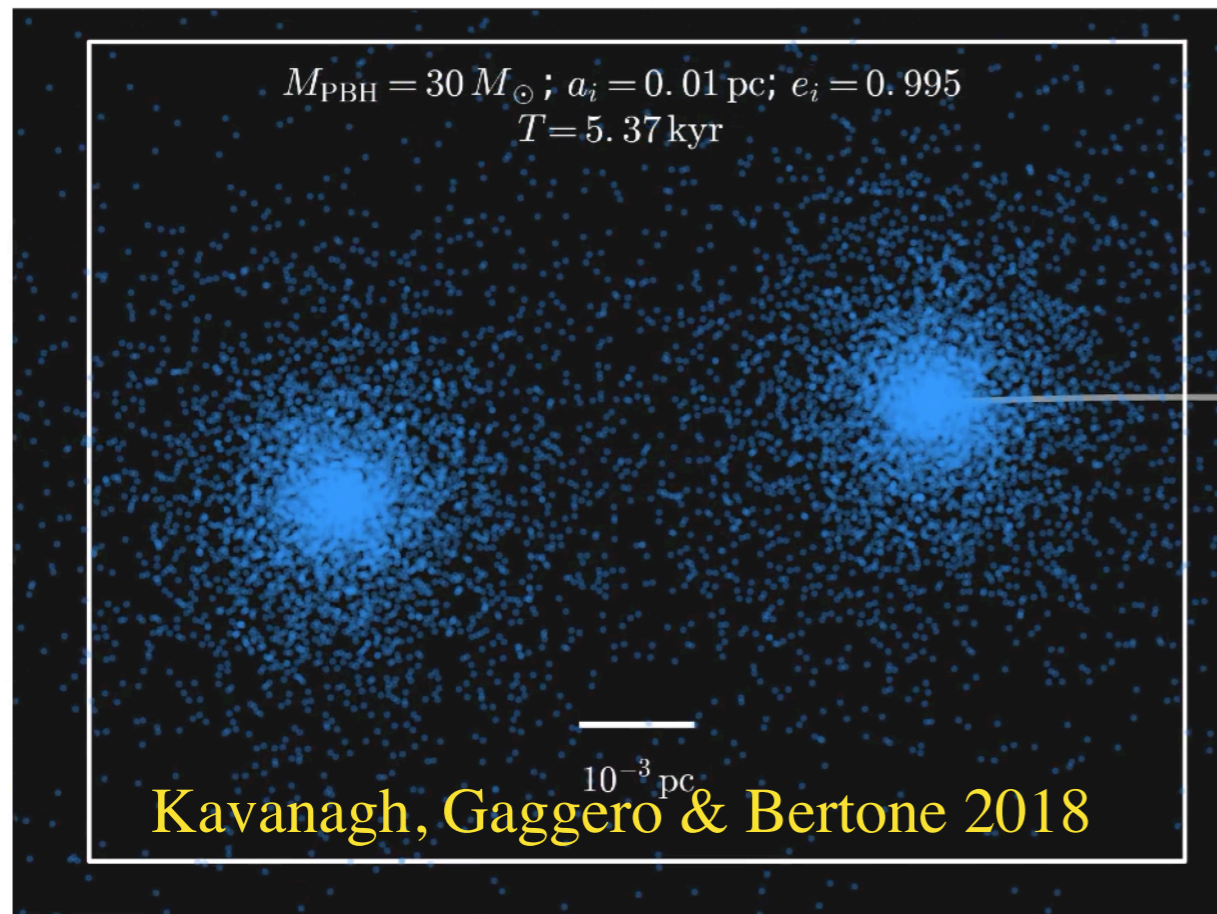 M_PBH = 30 M_⊙; a_i = 0.01 pc; e_i = 0.995
T = 5.37 kyr
10^−3 pc
Kavanagh, Gaggero & Bertone 2018